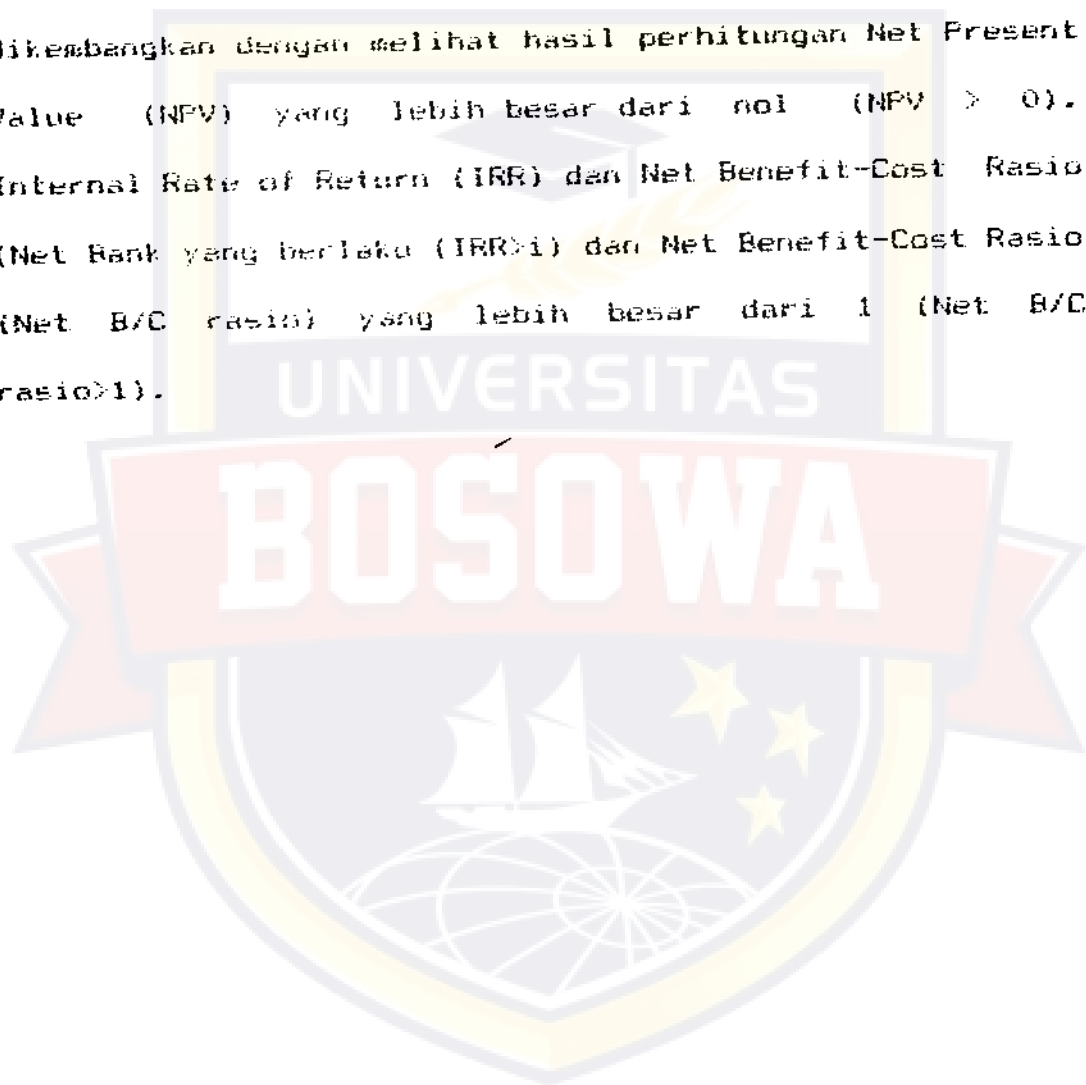 dikembangkan dengan melihat hasil perhitungan Net Present
Value (NPV) yang lebih besar dari nol (NPV > 0).
Internal Rate of Return (IRR) dan Net Benefit-Cost Rasio
(Net Bank yang berlaku (IRR>i) dan Net Benefit-Cost Rasio
(Net B/C rasio) yang lebih besar dari 1 (Net B/C
rasio>1).
UNIVERSITAS
BOSOWA